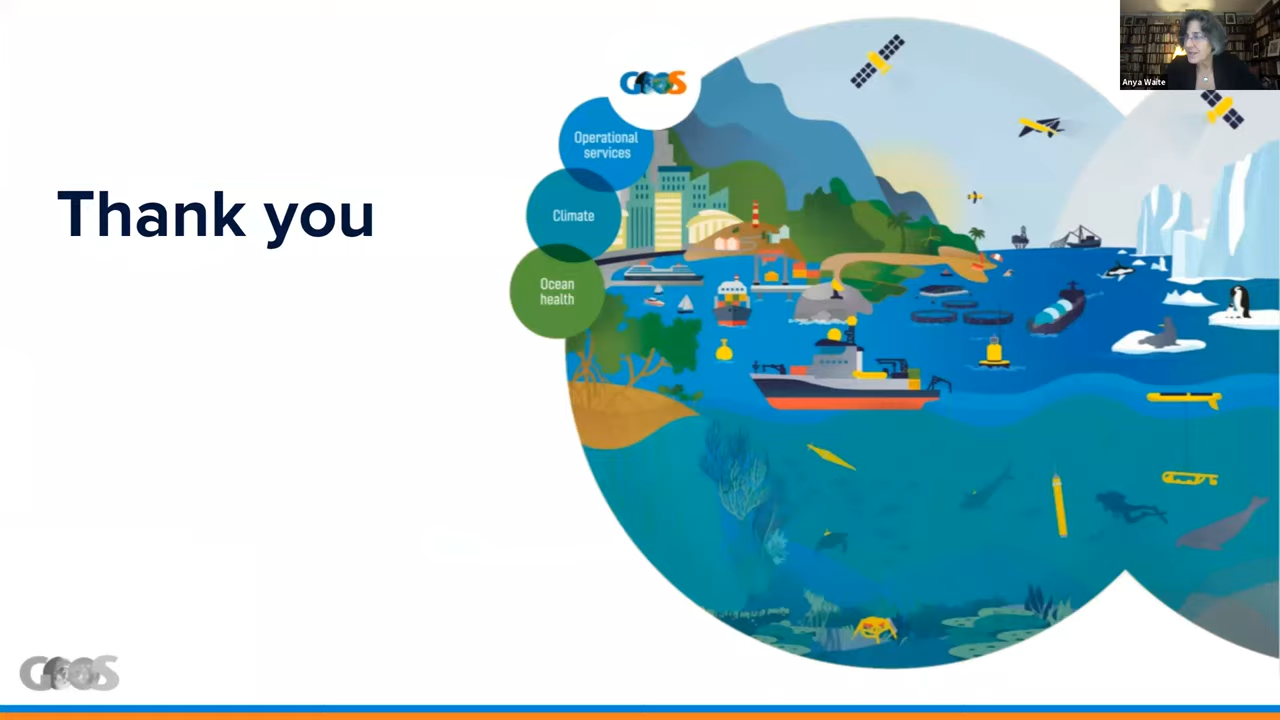 Thank you
GOOS
Operational
services
Climate
Ocean
health
Anya Waite
GOOS